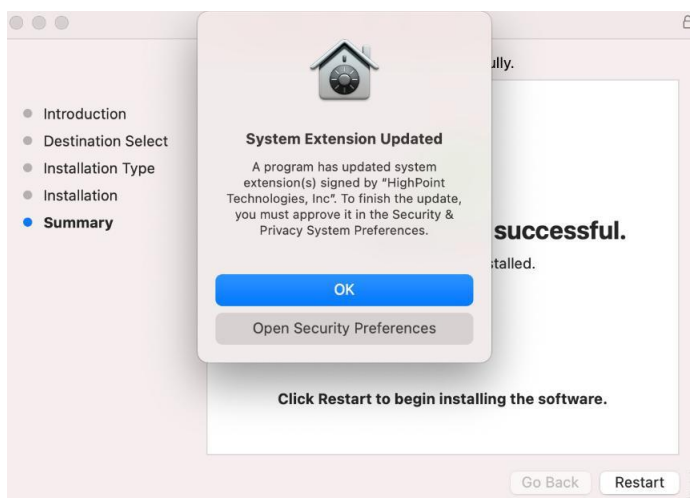 ully.
Introduction
Destination Select
Installation Type
Installation
Summary
System Extension Updated
A program has updated system
extension(s) signed by "HighPoint
Technologies, Inc". To finish the update,
you must approve it in the Security &
Privacy System Preferences.
OK
Open Security Preferences
successful.
stalled.
Click Restart to begin installing the software.
Go Back
Restart